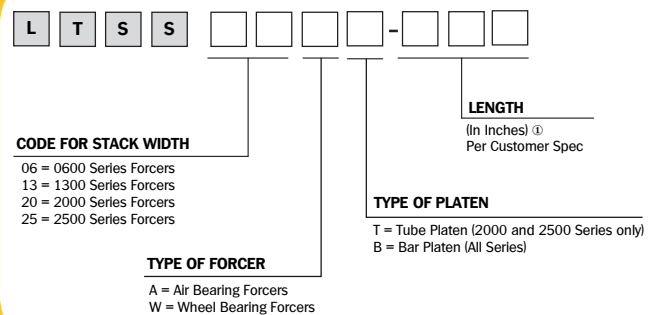 L T S S -
LENGTH
(In Inches) ①
Per Customer Spec
CODE FOR STACK WIDTH
06 = 0600 Series Forcers
13 = 1300 Series Forcers
20 = 2000 Series Forcers
25 = 2500 Series Forcers
TYPE OF PLATEN
T = Tube Platen (2000 and 2500 Series only)
B = Bar Platen (All Series)
TYPE OF FORCER
A = Air Bearing Forcers
W = Wheel Bearing Forcers